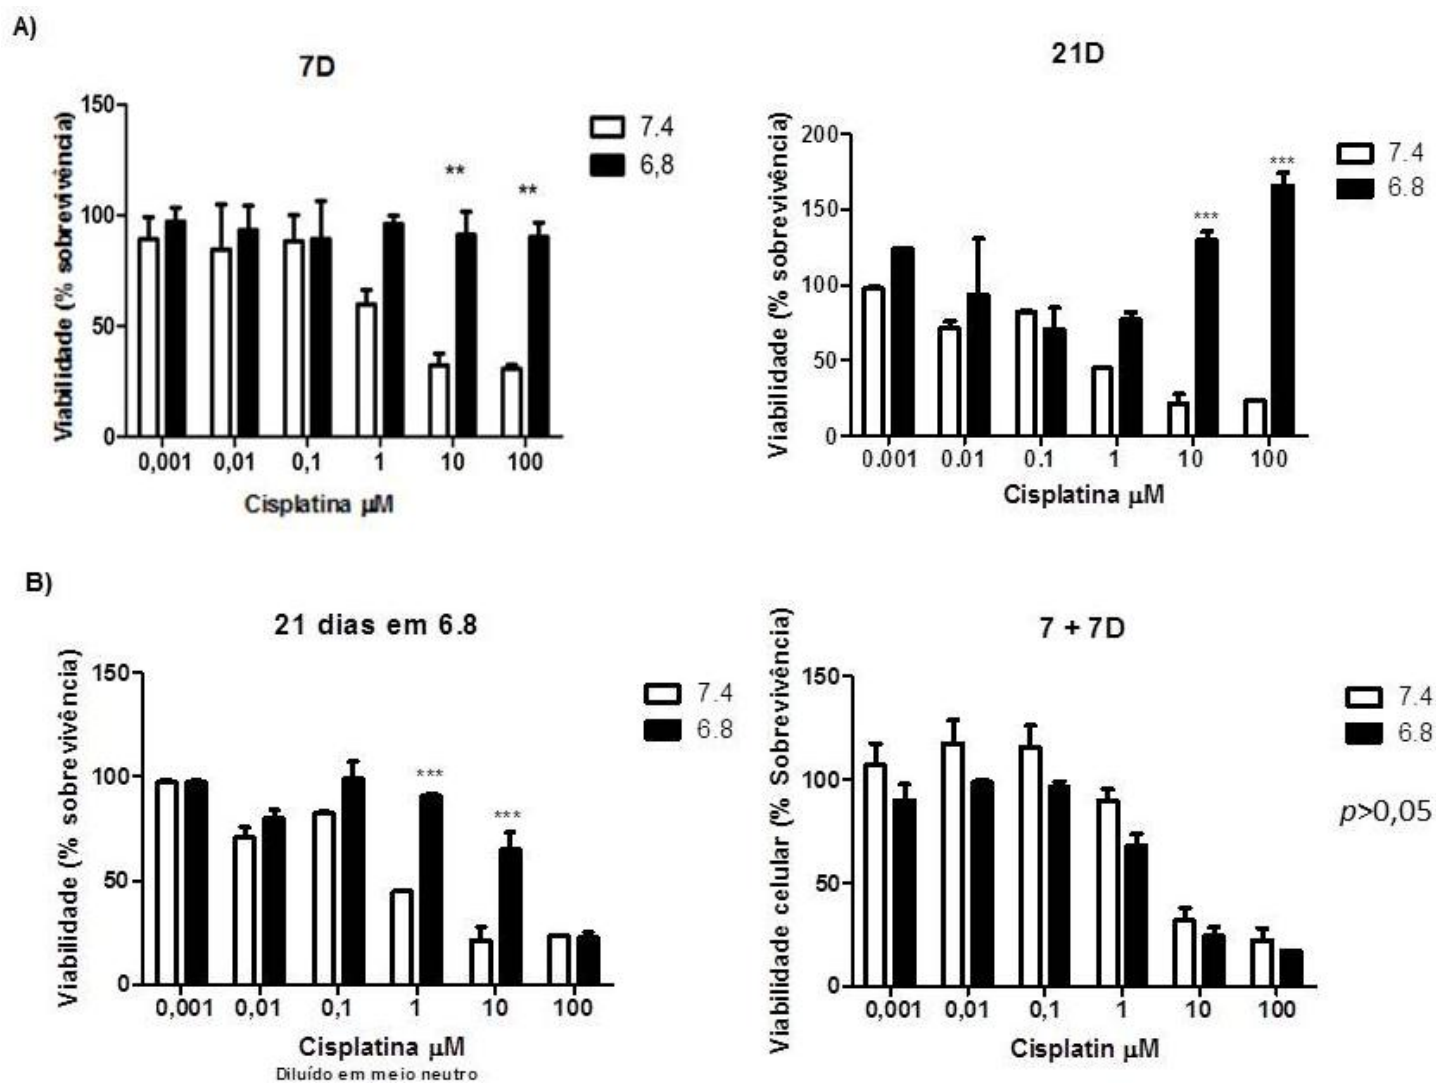 A)
7D
Viabilidade (% sobrevivência)
150
100
50
0
7.4
6,8
**
**
0,001 0,01 0,1 1 10 100
Cisplatina µM
21D
Viabilidade (% sobrevivência)
200
150
100
50
0
7.4
6.8
***
***
0.001 0.01 0.1 1 10 100
Cisplatina µM
B)
21 dias em 6.8
Viabilidade (% sobrevivência)
150
100
50
0
7.4
6.8
***
***
0,001 0,01 0,1 1 10 100
Cisplatina µM
Diluído em meio neutro
7 + 7D
Viabilidade celular (% Sobrevivência)
150
100
50
0
7.4
6.8
p>0,05
0,001 0,01 0,1 1 10 100
Cisplatin µM